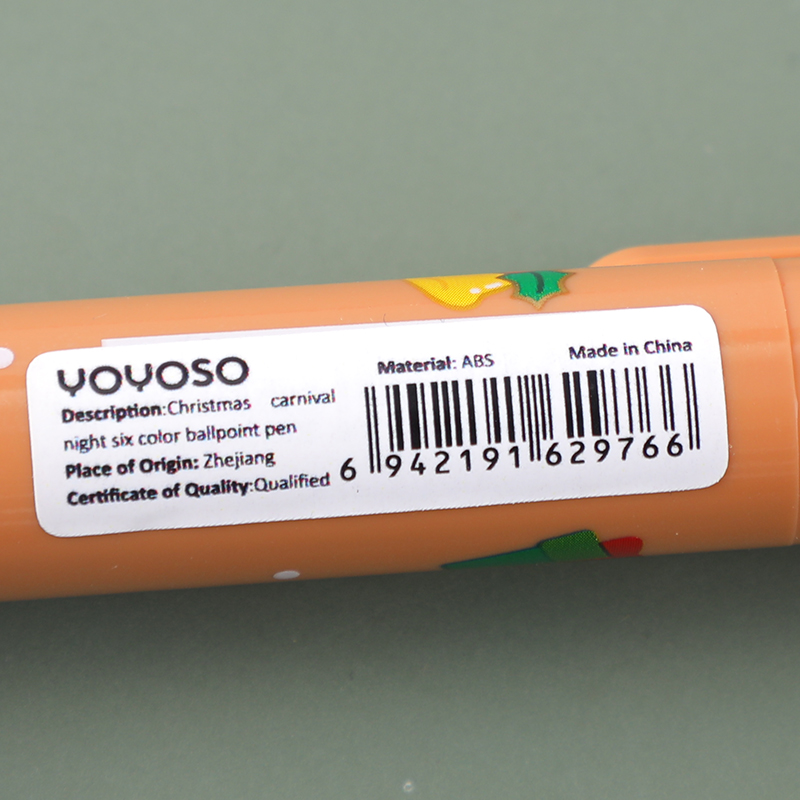 YOYOSO
Description:Christmas carnival
night six color ballpoint pen
Place of Origin: Zhejiang
Certificate of Quality:Qualified
Material: ABS
Made in China
6 942191 629766